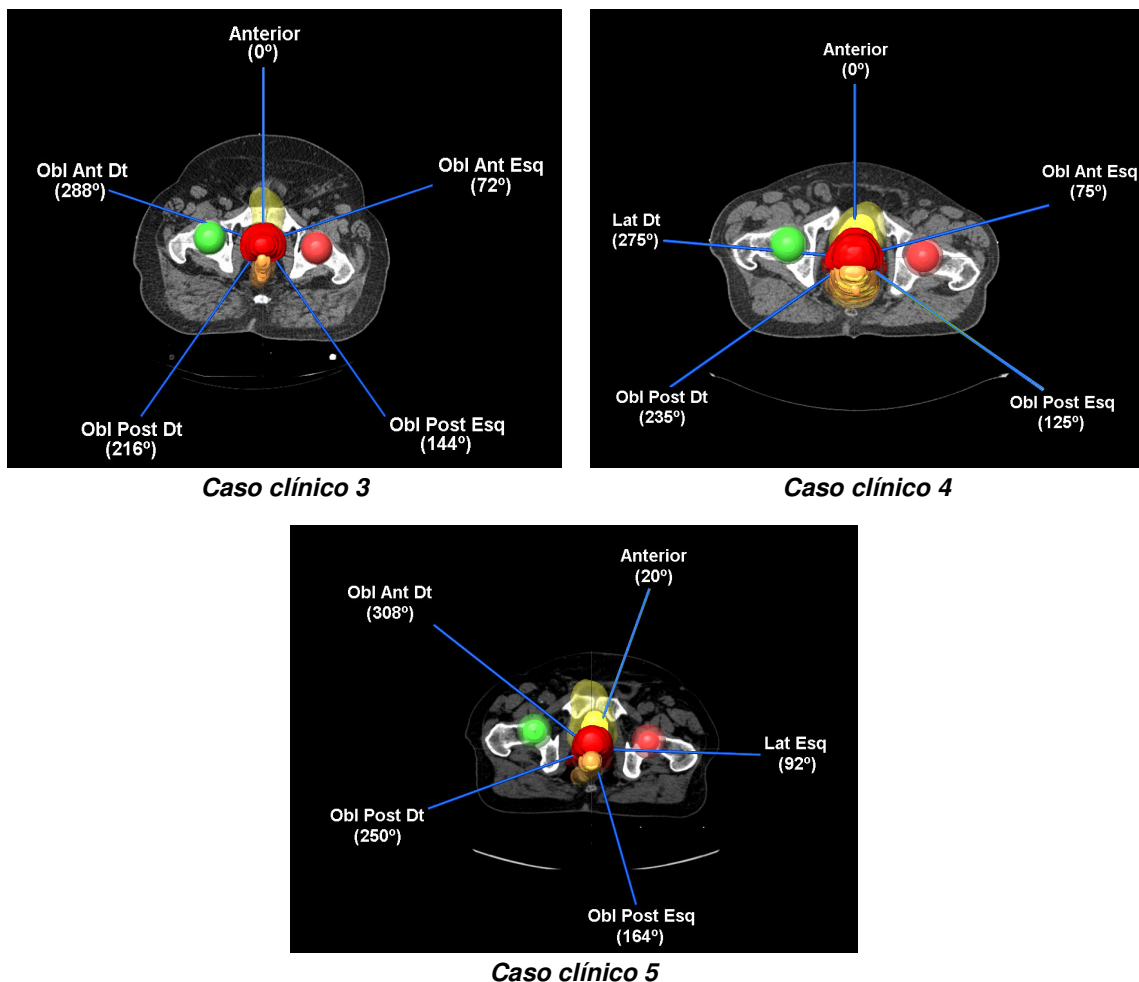 Anterior
(0º)
Obl Ant Dt
(288º)
Obl Ant Esq
(72º)
Obl Post Dt
(216º)
Obl Post Esq
(144º)
Caso clínico 3
Anterior
(0º)
Lat Dt
(275º)
Obl Ant Esq
(75º)
Obl Post Dt
(235º)
Obl Post Esq
(125º)
Caso clínico 4
Anterior
(20º)
Obl Ant Dt
(308º)
Lat Esq
(92º)
Obl Post Dt
(250º)
Obl Post Esq
(164º)
Caso clínico 5